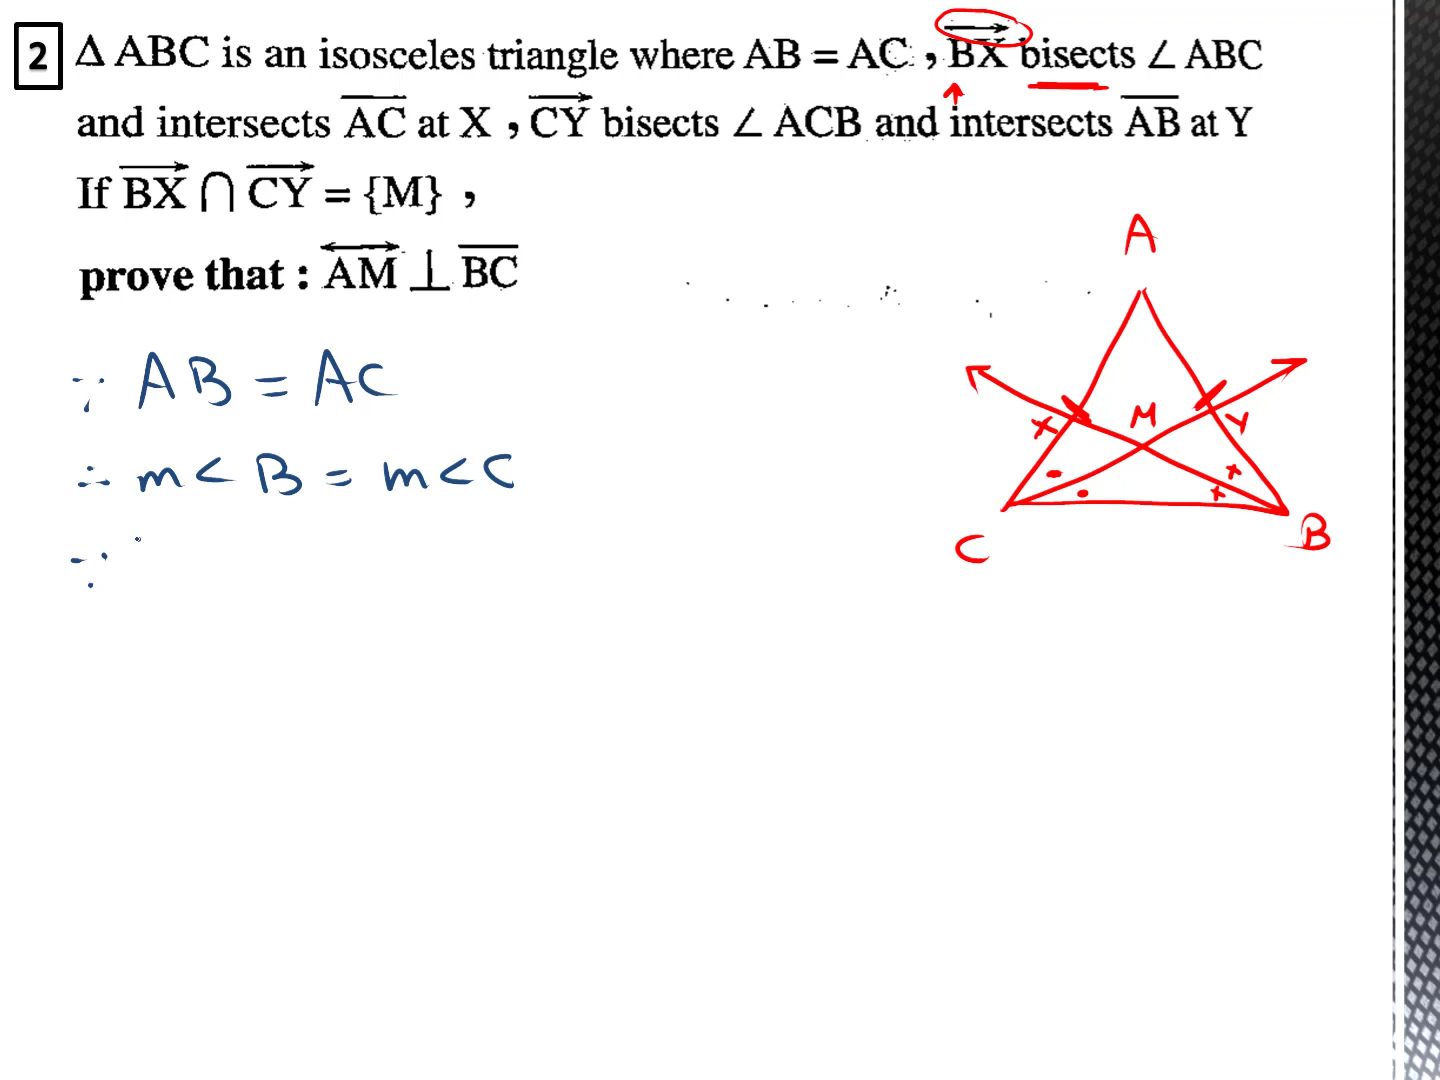 2 Δ ABC is an isosceles triangle where AB = AC , BX bisects ∠ ABC
and intersects AC at X , CY bisects ∠ ACB and intersects AB at Y
If BX ∩ CY = {M} ,
prove that : AM ⊥ BC
A
∵ AB = AC
X M Y
∴ m< B = m< C
C B
∵